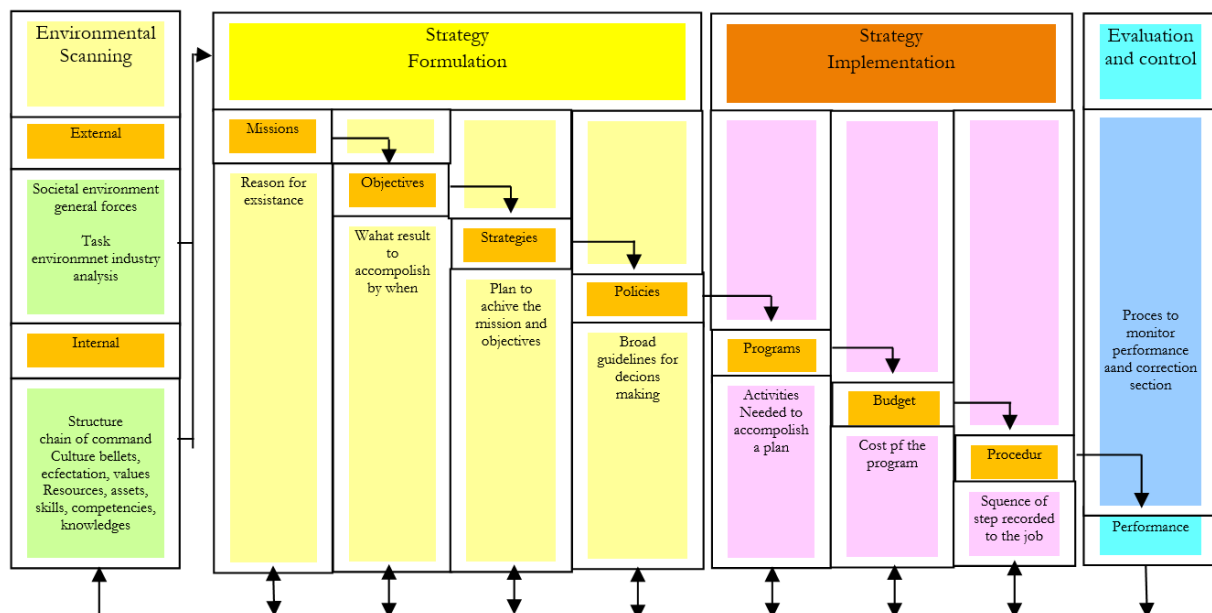 Environmental
Scanning
External
Societal environment
general forces
Task
environmnet industry
analysis
Internal
Structure
chain of command
Culture bellets,
ecfectation, values
Resources, assets,
skills, competencies,
knowledges
Strategy
Formulation
Missions
Reason for
exsistance
Objectives
Wahat result
to
accompolish
by when
Strategies
Plan to
achive the
mission and
objectives
Policies
Broad
guidelines for
decions
making
Strategy
Implementation
Programs
Activities
Needed to
accompolish
a plan
Budget
Cost pf the
program
Procedur
Squence of
step recorded
to the job
Evaluation
and control
Proces to
monitor
performance
aand correction
section
Performance